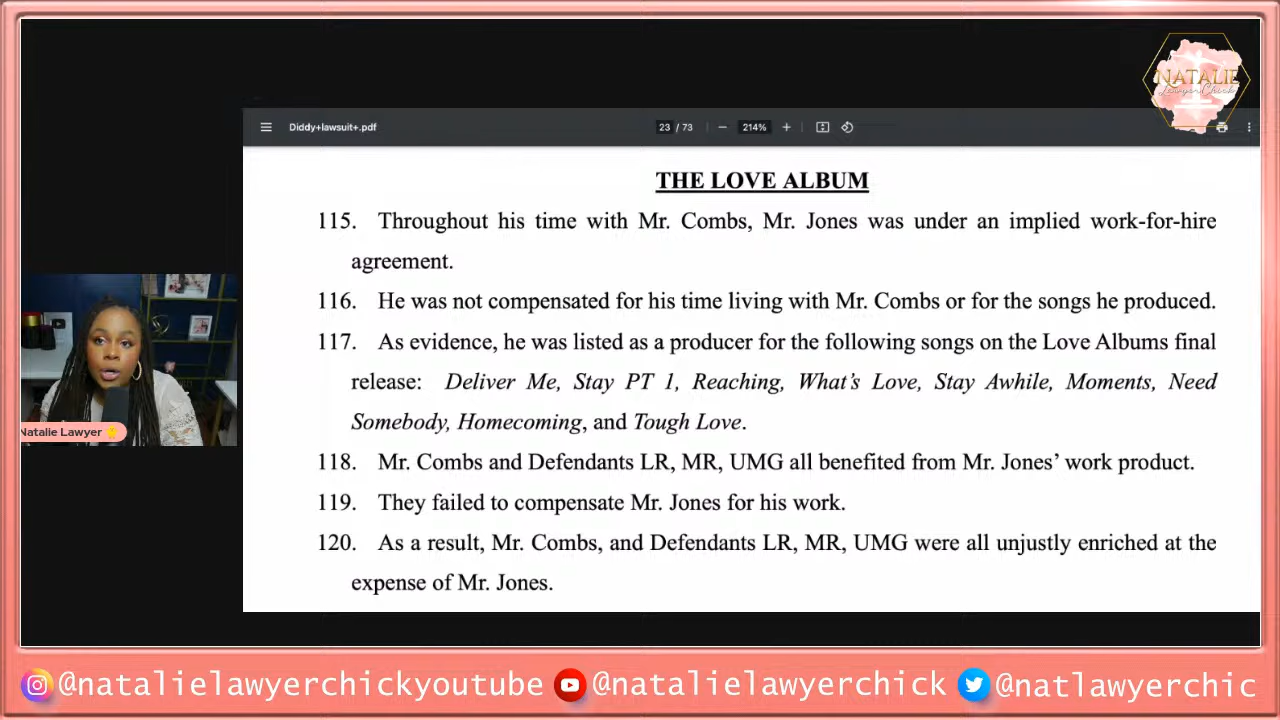 NATALIE
LawyerChick
Diddy+lawsuit+.pdf
23 / 73
214%
THE LOVE ALBUM
115. Throughout his time with Mr. Combs, Mr. Jones was under an implied work-for-hire
agreement.
116. He was not compensated for his time living with Mr. Combs or for the songs he produced.
117. As evidence, he was listed as a producer for the following songs on the Love Albums final
release: Deliver Me, Stay PT 1, Reaching, What's Love, Stay Awhile, Moments, Need
Somebody, Homecoming, and Tough Love.
118. Mr. Combs and Defendants LR, MR, UMG all benefited from Mr. Jones' work product.
119. They failed to compensate Mr. Jones for his work.
120. As a result, Mr. Combs, and Defendants LR, MR, UMG were all unjustly enriched at the
expense of Mr. Jones.
Natalie Lawyer
@natalielawyerchickyoutube
@natalielawyerchick
@natlawyerchic